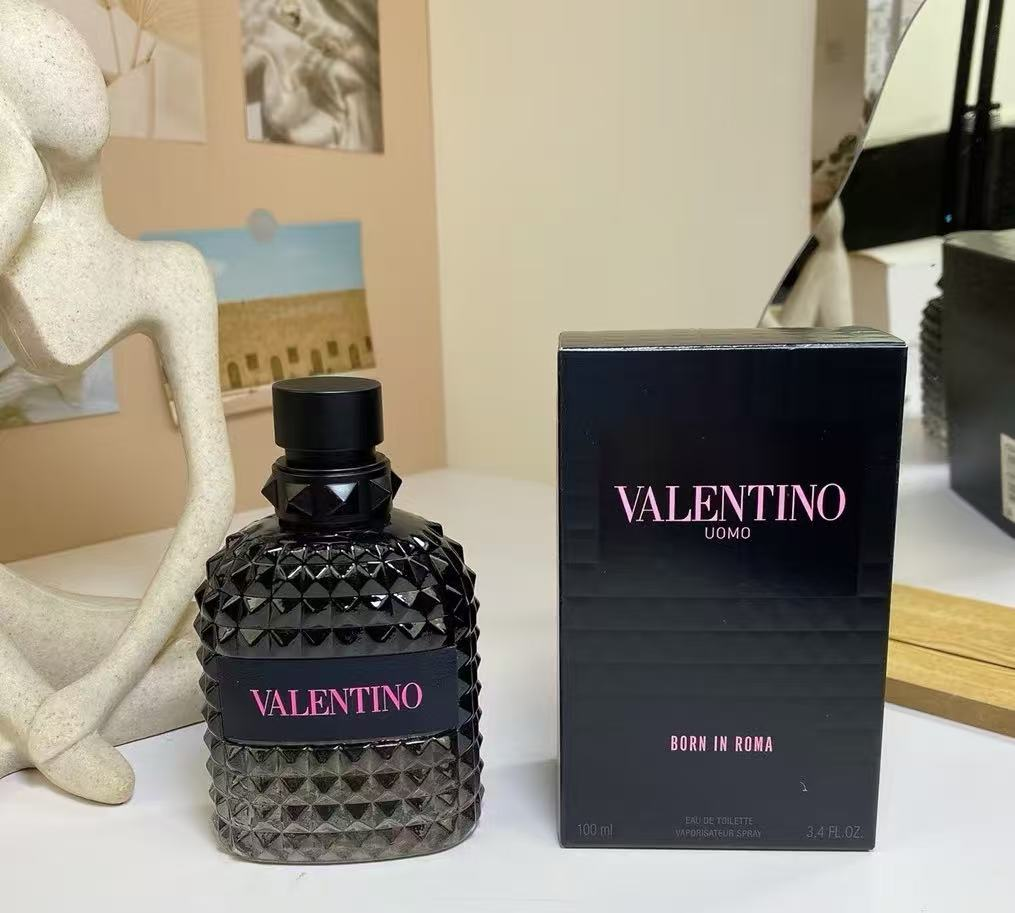 VALENTINO
VALENTINO
UOMO
BORN IN ROMA
EAU DE TOILETTE
VAPORISATEUR SPRAY
100 ml
3.4 FL.OZ.